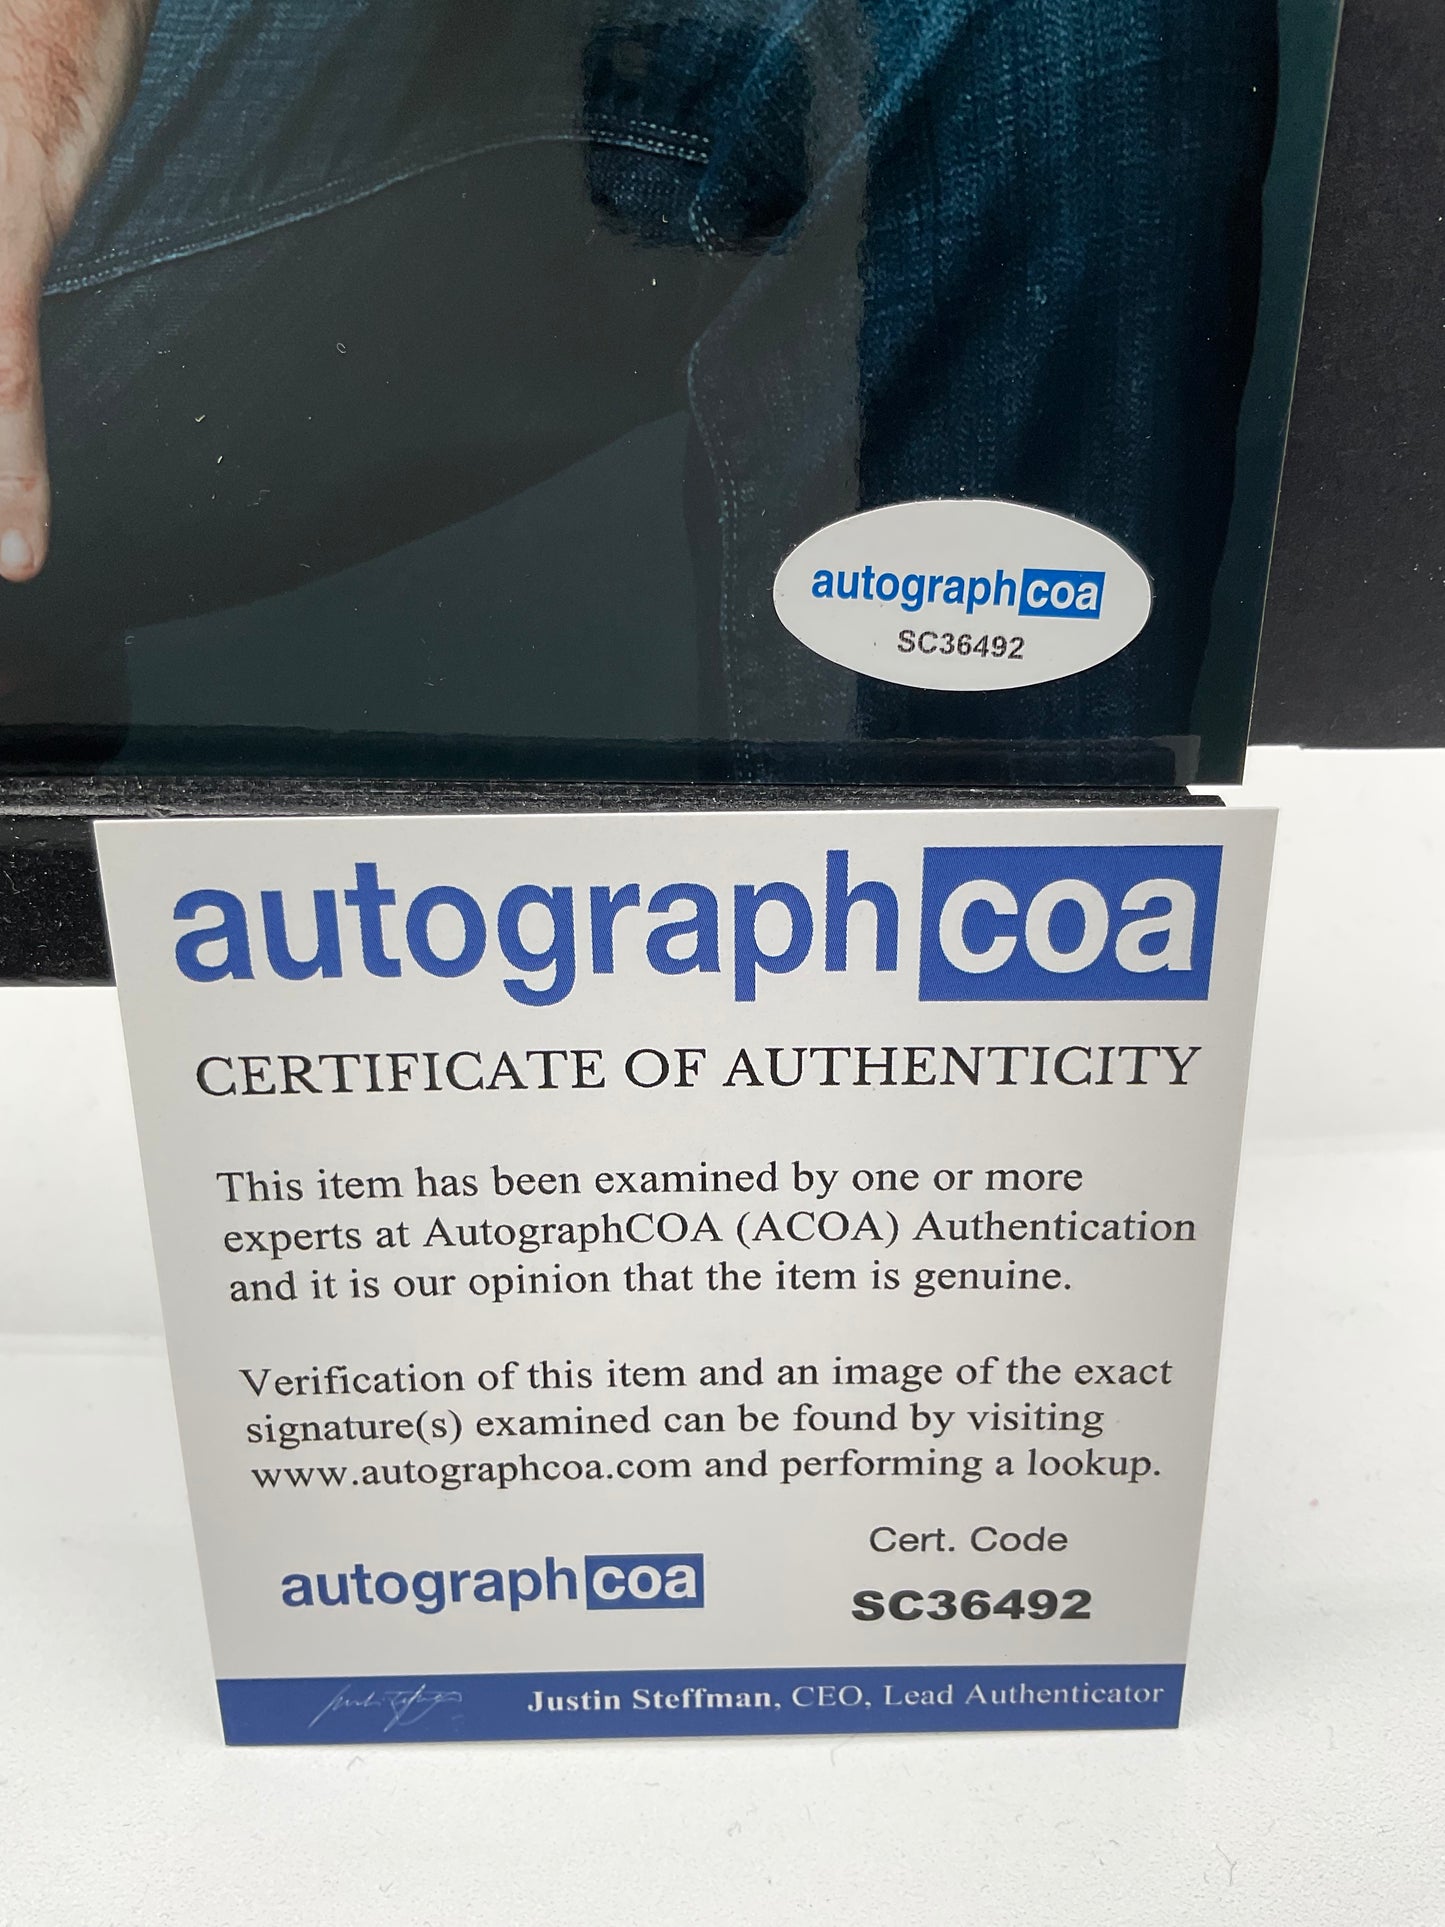 autographcoa
SC36492
autographcoa
CERTIFICATE OF AUTHENTICITY
This item has been examined by one or more
experts at AutographCOA (ACOA) Authentication
and it is our opinion that the item is genuine.
Verification of this item and an image of the exact
signature(s) examined can be found by visiting
www.autographcoa.com and performing a lookup.
Cert. Code
autographcoa
SC36492
Justin Steffman, CEO, Lead Authenticator